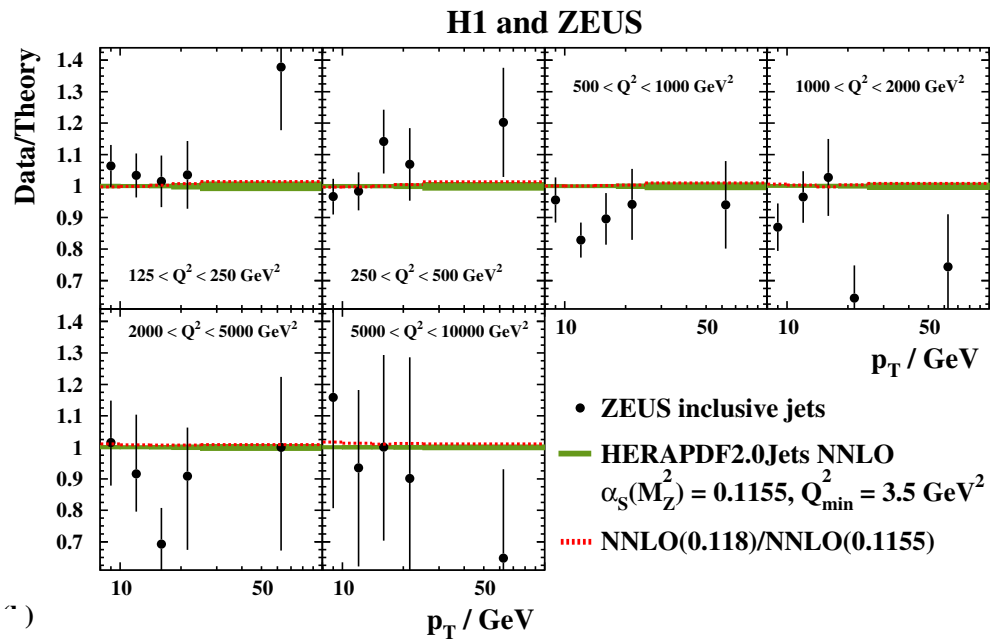 H1 and ZEUS
Data/Theory
1.4
1.3
1.2
1.1
1
0.9
0.8
0.7
125 < Q² < 250 GeV²
250 < Q² < 500 GeV²
500 < Q² < 1000 GeV²
1000 < Q² < 2000 GeV²
10 50 10 50
p_T / GeV
1.4
1.3
1.2
1.1
1
0.9
0.8
0.7
2000 < Q² < 5000 GeV²
5000 < Q² < 10000 GeV²
10 50 10 50
p_T / GeV
ZEUS inclusive jets
HERAPDF2.0Jets NNLO
α_S(M_Z²) = 0.1155, Q²_min = 3.5 GeV²
NNLO(0.118)/NNLO(0.1155)
)